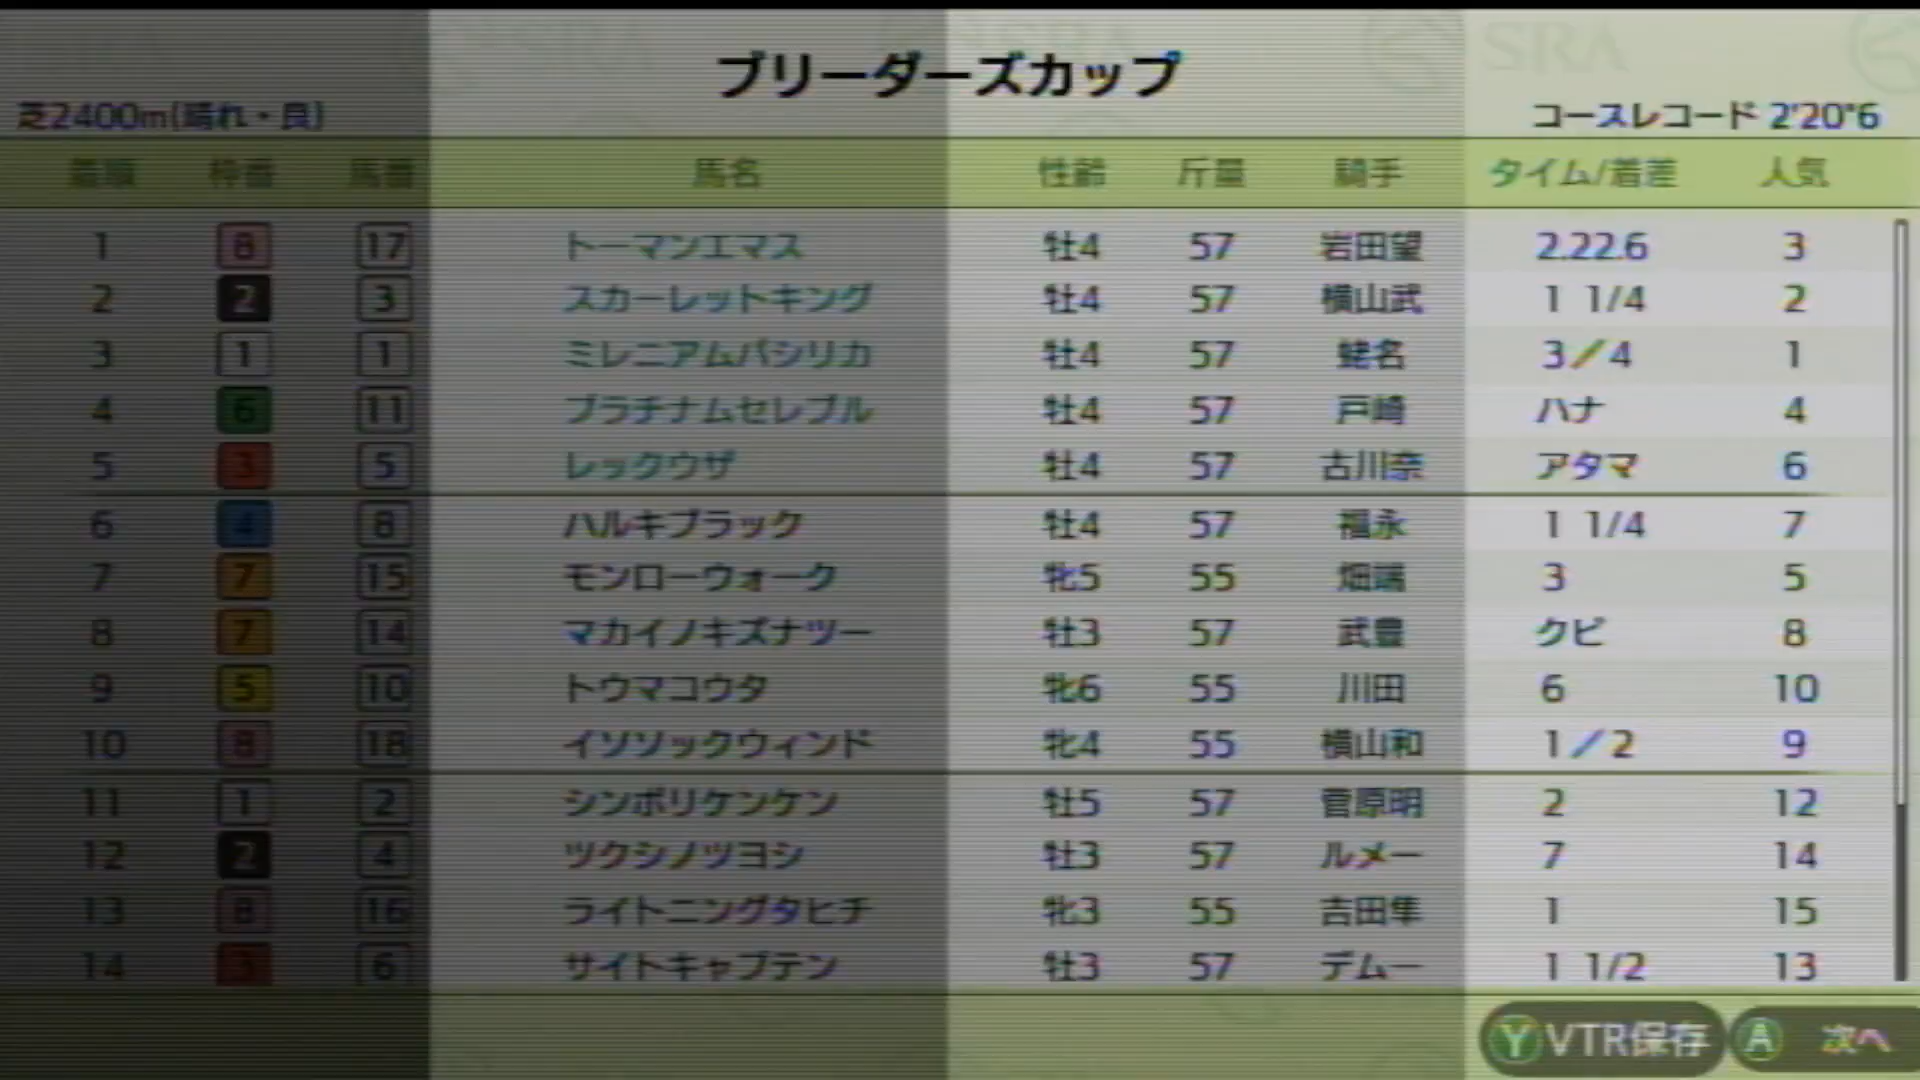 ブリーダーズカップ
芝2400m(晴れ・良) コースレコード 2'20"6
着順 枠番 馬番 馬名 性齢 斤量 騎手 タイム/着差 人気
1 8 17 トーマンエマス 牡4 57 岩田望 2.22.6 3
2 2 3 スカーレットキング 牡4 57 横山武 1 1/4 2
3 1 1 ミレニアムバシリカ 牡4 57 蛯名 3/4 1
4 6 11 プラチナムセレブル 牡4 57 戸崎 ハナ 4
5 3 5 レックウザ 牡4 57 古川奈 アタマ 6
6 4 8 ハルキブラック 牡4 57 福永 1 1/4 7
7 7 15 モンローウォーク 牝5 55 畑端 3 5
8 7 14 マカイノキズナツー 牡3 57 武豊 クビ 8
9 5 10 トウマコウタ 牝6 55 川田 6 10
10 8 18 イソソックウィンド 牝4 55 横山和 1/2 9
11 1 2 シンボリケンケン 牡5 57 菅原明 2 12
12 2 4 ツクシノツヨシ 牡3 57 ルメー 7 14
13 8 16 ライトニングタヒチ 牝3 55 吉田隼 1 15
14 3 6 サイトキャプテン 牡3 57 デムー 1 1/2 13
Y VTR保存 A 次へ